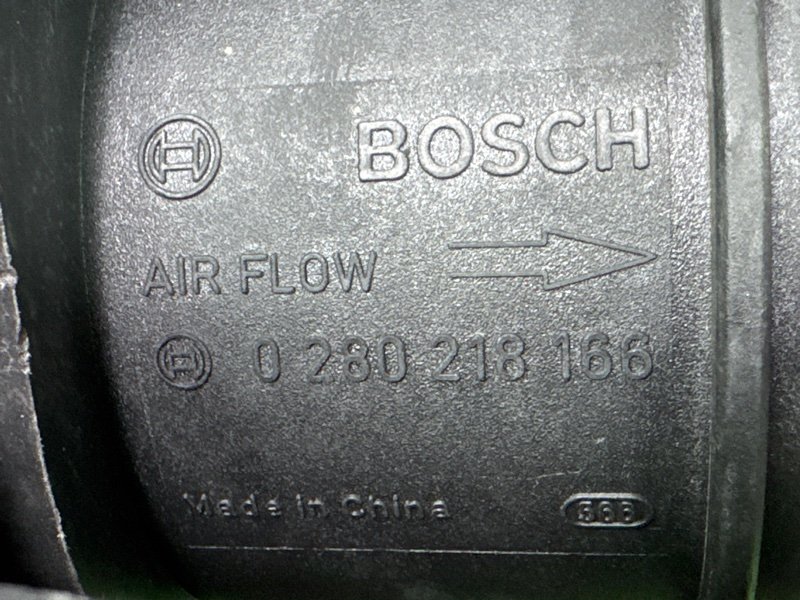 BOSCH
AIR FLOW
0 280 218 166
Made in China